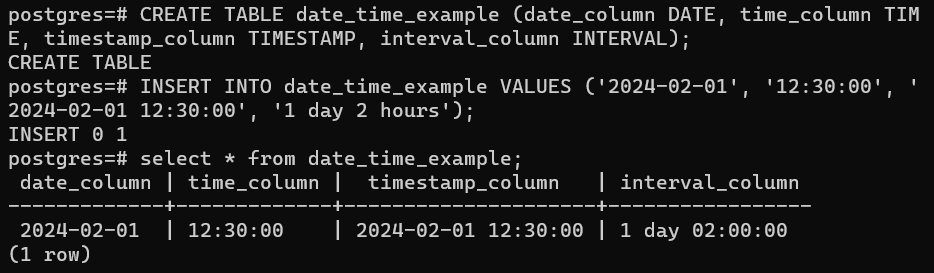 postgres=# CREATE TABLE date_time_example (date_column DATE, time_column TIM
E, timestamp_column TIMESTAMP, interval_column INTERVAL);
CREATE TABLE
postgres=# INSERT INTO date_time_example VALUES ('2024-02-01', '12:30:00', '
2024-02-01 12:30:00', '1 day 2 hours');
INSERT 0 1
postgres=# select * from date_time_example;
 date_column | time_column |  timestamp_column   | interval_column
-------------+-------------+---------------------+-----------------
 2024-02-01  | 12:30:00    | 2024-02-01 12:30:00 | 1 day 02:00:00
(1 row)